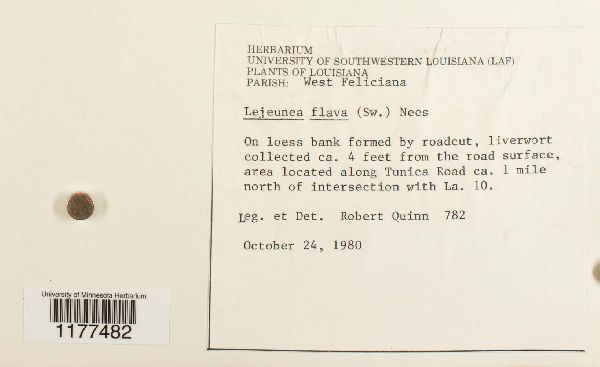 HERBARIUM
UNIVERSITY OF SOUTHWESTERN LOUISIANA (LAF)
PLANTS OF LOUISIANA
PARISH: West Feliciana
Lejeunea flava (Sw.) Nees
On loess bank formed by roadcut, liverwort
collected ca. 4 feet from the road surface,
area located along Tunica Road ca. 1 mile
north of intersection with La. 10.
Leg. et Det. Robert Quinn 782
October 24, 1980
University of Minnesota Herbarium
1177482